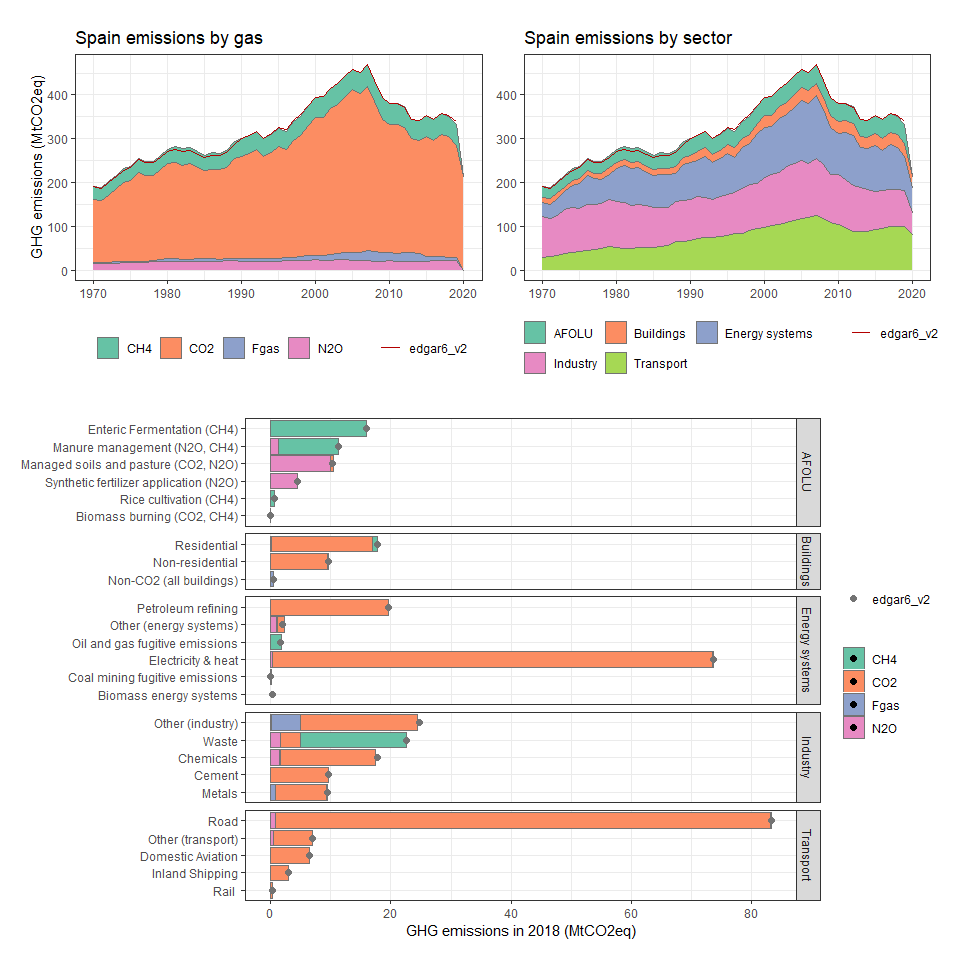 Spain emissions by gas
Spain emissions by sector
GHG emissions (MtCO2eq)
400
300
200
100
0
1970
1980
1990
2000
2010
2020
400
300
200
100
0
1970
1980
1990
2000
2010
2020
CH4
CO2
Fgas
N2O
edgar6_v2
AFOLU
Buildings
Energy systems
edgar6_v2
Industry
Transport
Enteric Fermentation (CH4)
Manure management (N2O, CH4)
Managed soils and pasture (CO2, N2O)
Synthetic fertilizer application (N2O)
Rice cultivation (CH4)
Biomass burning (CO2, CH4)
AFOLU
Residential
Non-residential
Non-CO2 (all buildings)
Buildings
Petroleum refining
Other (energy systems)
Oil and gas fugitive emissions
Electricity & heat
Coal mining fugitive emissions
Biomass energy systems
Energy systems
Other (industry)
Waste
Chemicals
Cement
Metals
Industry
Road
Other (transport)
Domestic Aviation
Inland Shipping
Rail
Transport
0
20
40
60
80
GHG emissions in 2018 (MtCO2eq)
edgar6_v2
CH4
CO2
Fgas
N2O